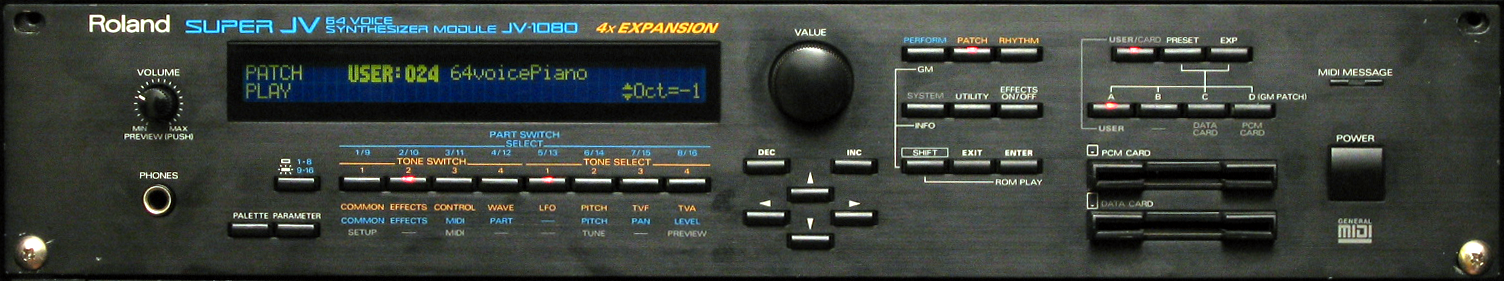 Roland SUPER JV 64 VOICE SYNTHESIZER MODULE JV-1080 4x EXPANSION
VOLUME
MIN MAX
PREVIEW (PUSH)
PHONES
PATCH USER:024 64voicePiano
PLAY Oct=-1
PART SWITCH
SELECT
1/9 2/10 3/11 4/12 5/13 6/14 7/15 8/16
TONE SWITCH TONE SELECT
1 2 3 4 1 2 3 4
1-8
9-16
PALETTE PARAMETER
COMMON EFFECTS CONTROL WAVE LFO PITCH TVF TVA
COMMON EFFECTS MIDI PART — PITCH PAN LEVEL
SETUP — MIDI — — TUNE — PREVIEW
VALUE
DEC INC
PERFORM PATCH RHYTHM
GM
SYSTEM UTILITY EFFECTS ON/OFF
INFO
SHIFT EXIT ENTER
ROM PLAY
USER/CARD PRESET EXP
A B C D (GM PATCH)
USER — DATA CARD PCM CARD
PCM CARD
DATA CARD
MIDI MESSAGE
POWER
GENERAL
MIDI